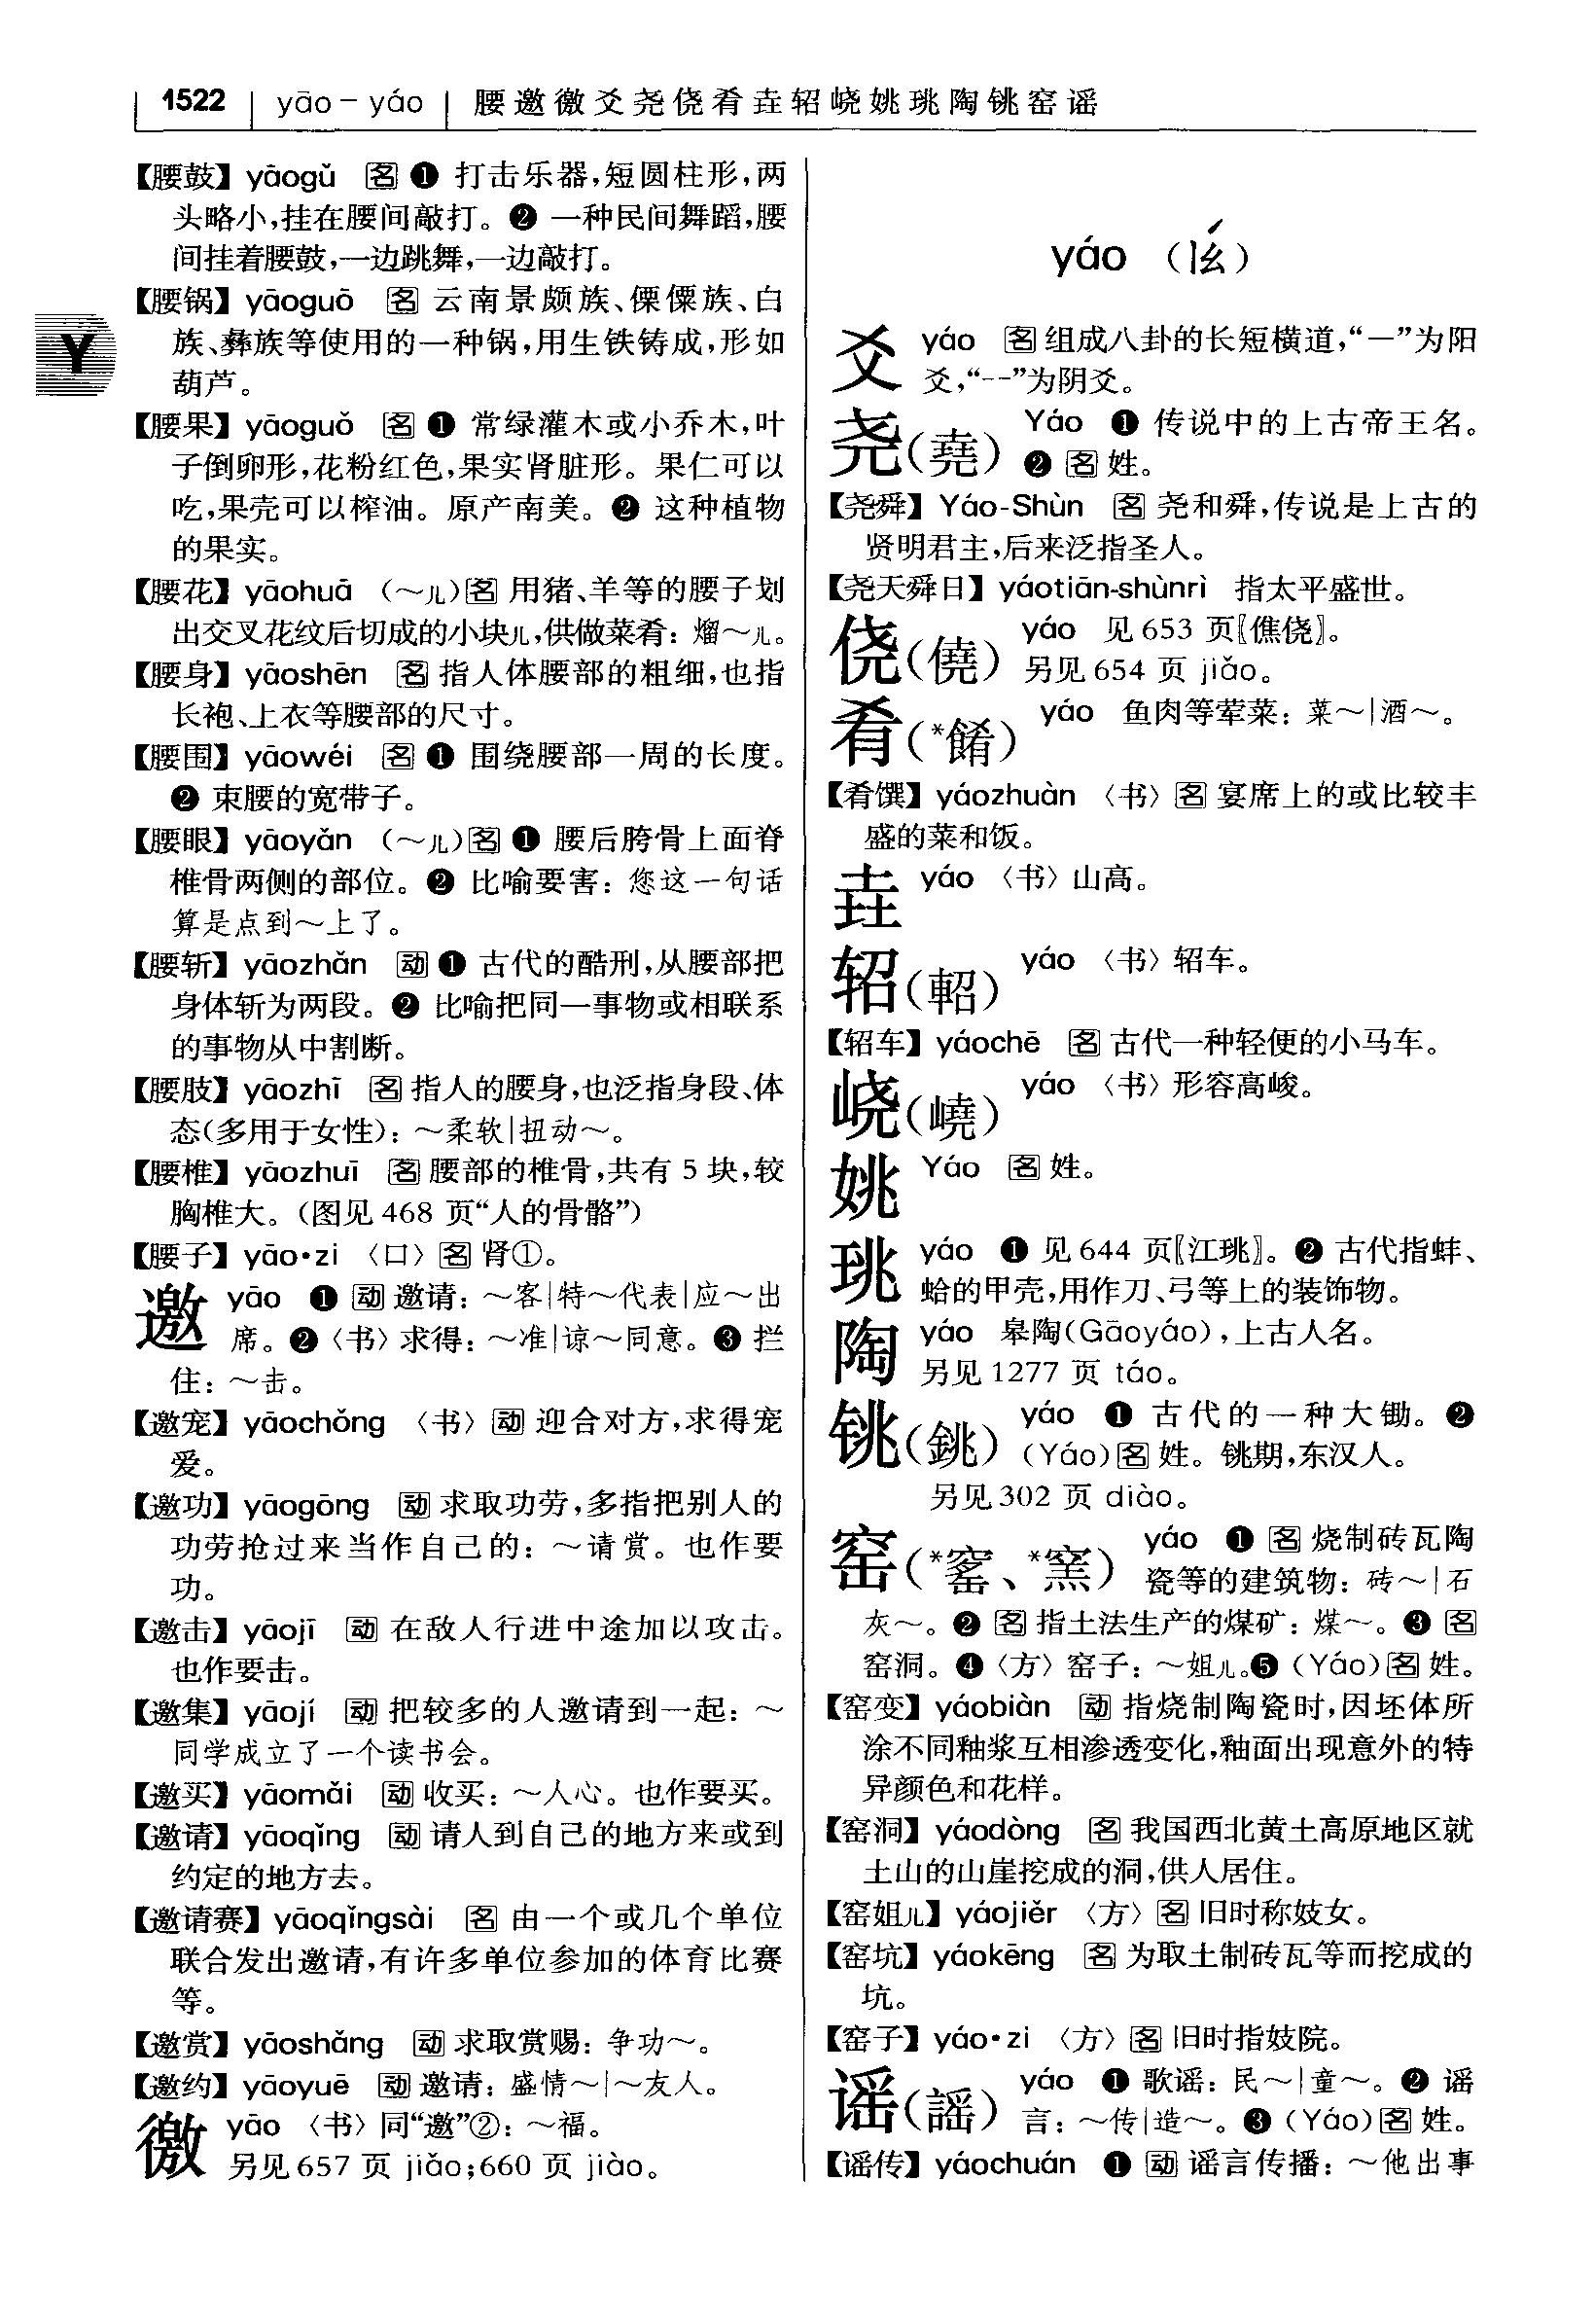 1522 yāo－yáo 腰邀徼爻尧侥肴垚轺峣姚珧陶铫窑谣
【腰鼓】yāogǔ 名 ❶ 打击乐器,短圆柱形,两
头略小,挂在腰间敲打。❷ 一种民间舞蹈,腰
间挂着腰鼓,一边跳舞,一边敲打。
【腰锅】yāoguō 名 云南景颇族、傈僳族、白
族、彝族等使用的一种锅,用生铁铸成,形如
葫芦。
【腰果】yāoguǒ 名 ❶ 常绿灌木或小乔木,叶
子倒卵形,花粉红色,果实肾脏形。果仁可以
吃,果壳可以榨油。原产南美。❷ 这种植物
的果实。
【腰花】yāohuā （～儿）名 用猪、羊等的腰子划
出交叉花纹后切成的小块儿,供做菜肴：熘～儿。
【腰身】yāoshēn 名 指人体腰部的粗细,也指
长袍、上衣等腰部的尺寸。
【腰围】yāowéi 名 ❶ 围绕腰部一周的长度。
❷ 束腰的宽带子。
【腰眼】yāoyǎn （～儿）名 ❶ 腰后胯骨上面脊
椎骨两侧的部位。❷ 比喻要害：您这一句话
算是点到～上了。
【腰斩】yāozhǎn 动 ❶ 古代的酷刑,从腰部把
身体斩为两段。❷ 比喻把同一事物或相联系
的事物从中割断。
【腰肢】yāozhī 名 指人的腰身,也泛指身段、体
态（多用于女性）：～柔软|扭动～。
【腰椎】yāozhuī 名 腰部的椎骨,共有 5 块,较
胸椎大。（图见 468 页“人的骨骼”）
【腰子】yāo·zi 〈口〉名 肾①。
邀 yāo ❶ 动 邀请：～客|特～代表|应～出
席。❷〈书〉求得：～准|谅～同意。❸ 拦
住：～击。
【邀宠】yāochǒng 〈书〉动 迎合对方,求得宠
爱。
【邀功】yāogōng 动 求取功劳,多指把别人的
功劳抢过来当作自己的：～请赏。也作要
功。
【邀击】yāojī 动 在敌人行进中途加以攻击。
也作要击。
【邀集】yāojí 动 把较多的人邀请到一起：～
同学成立了一个读书会。
【邀买】yāomǎi 动 收买：～人心。也作要买。
【邀请】yāoqǐng 动 请人到自己的地方来或到
约定的地方去。
【邀请赛】yāoqǐngsài 名 由一个或几个单位
联合发出邀请,有许多单位参加的体育比赛
等。
【邀赏】yāoshǎng 动 求取赏赐：争功～。
【邀约】yāoyuē 动 邀请：盛情～|～友人。
徼 yāo 〈书〉同“邀”②：～福。
另见 657 页 jiǎo;660 页 jiào。
Y
yáo （ㄧㄠˊ）
爻 yáo 名 组成八卦的长短横道,“—”为阳
爻,“--”为阴爻。
尧（堯） Yáo ❶ 传说中的上古帝王名。
❷ 名 姓。
【尧舜】Yáo-Shùn 名 尧和舜,传说是上古的
贤明君主,后来泛指圣人。
【尧天舜日】yáotiān-shùnrì 指太平盛世。
侥（僥） yáo 见 653 页〖僬侥〗。
另见 654 页 jiǎo。
肴（*餚） yáo 鱼肉等荤菜：菜～|酒～。
【肴馔】yáozhuàn 〈书〉名 宴席上的或比较丰
盛的菜和饭。
垚 yáo 〈书〉山高。
轺（軺） yáo 〈书〉轺车。
【轺车】yáochē 名 古代一种轻便的小马车。
峣（嶢） yáo 〈书〉形容高峻。
姚 Yáo 名 姓。
珧 yáo ❶ 见 644 页〖江珧〗。❷ 古代指蚌、
蛤的甲壳,用作刀、弓等上的装饰物。
陶 yáo 皋陶(Gāoyáo),上古人名。
另见 1277 页 táo。
铫（銚） yáo ❶ 古代的一种大锄。❷
(Yáo) 名 姓。铫期,东汉人。
另见 302 页 diào。
窑（*窰、*窯） yáo ❶ 名 烧制砖瓦陶
瓷等的建筑物：砖～|石
灰～。❷ 名 指土法生产的煤矿：煤～。❸ 名
窑洞。❹〈方〉窑子：～姐儿。❺ (Yáo) 名 姓。
【窑变】yáobiàn 动 指烧制陶瓷时,因坯体所
涂不同釉浆互相渗透变化,釉面出现意外的特
异颜色和花样。
【窑洞】yáodòng 名 我国西北黄土高原地区就
土山的山崖挖成的洞,供人居住。
【窑姐儿】yáojiěr 〈方〉名 旧时称妓女。
【窑坑】yáokēng 名 为取土制砖瓦等而挖成的
坑。
【窑子】yáo·zi 〈方〉名 旧时指妓院。
谣（謠） yáo ❶ 歌谣：民～|童～。❷ 谣
言：～传|造～。❸ (Yáo) 名 姓。
【谣传】yáochuán ❶ 动 谣言传播：～他出事